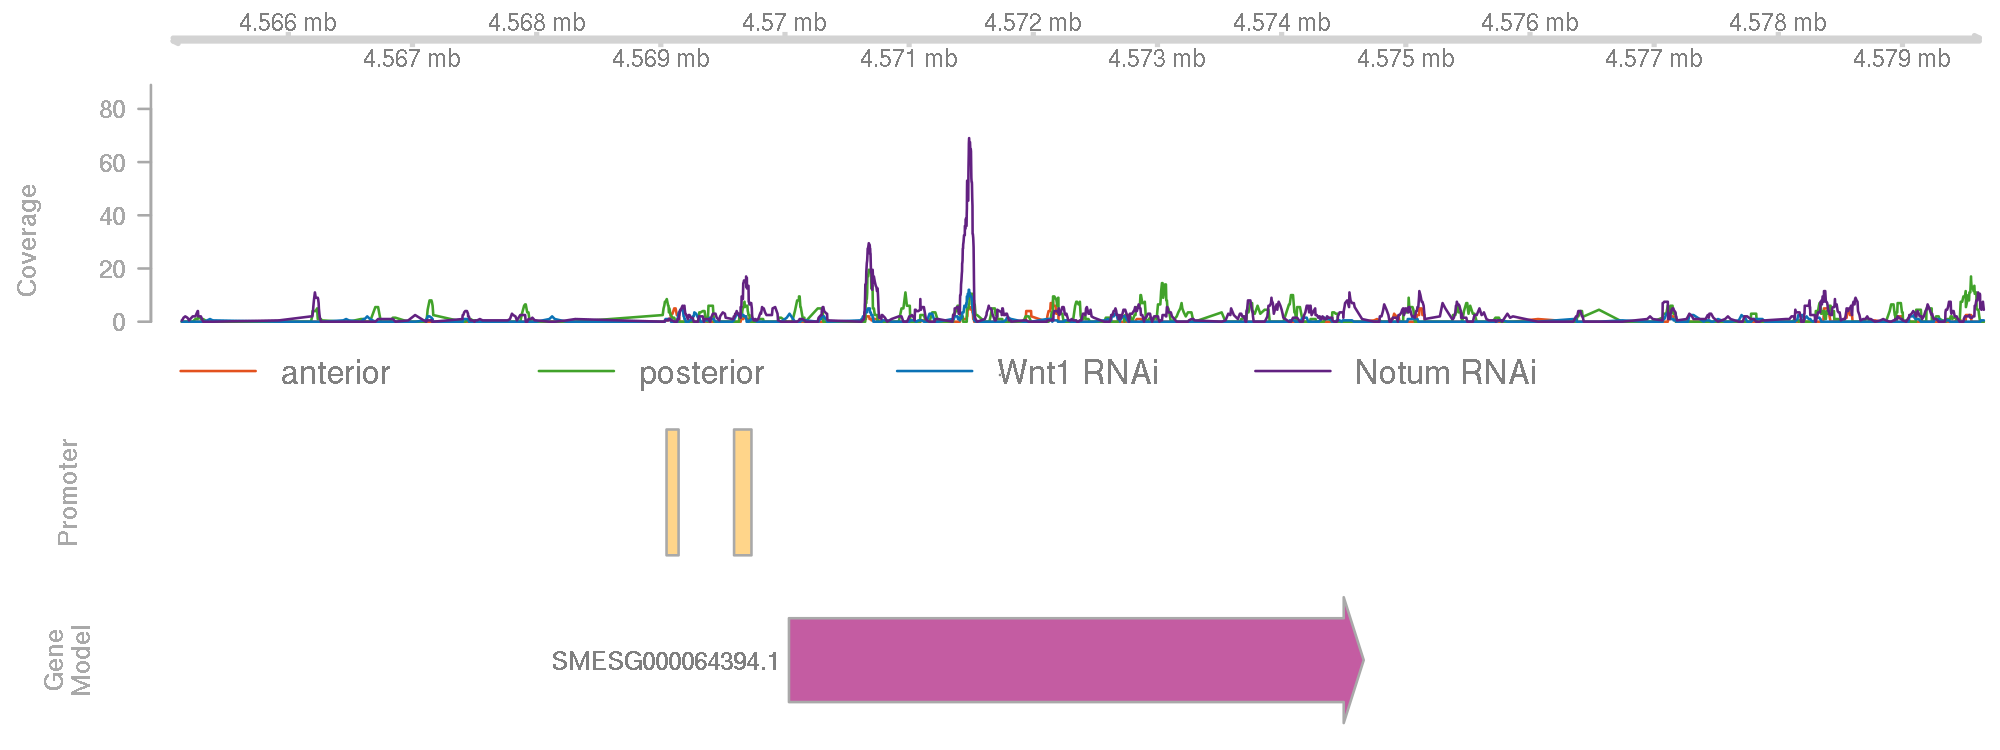 4.566 mb 4.568 mb 4.57 mb 4.572 mb 4.574 mb 4.576 mb 4.578 mb
4.567 mb 4.569 mb 4.571 mb 4.573 mb 4.575 mb 4.577 mb 4.579 mb
Coverage
80
60
40
20
0
anterior posterior Wnt1 RNAi Notum RNAi
Promoter
Gene
Model
SMESG000064394.1